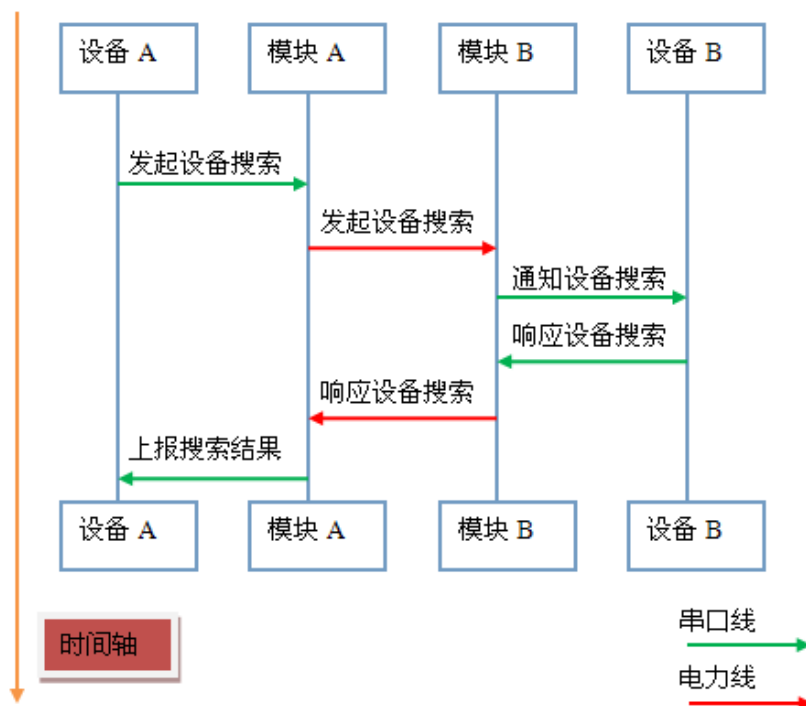 设备 A
模块 A
模块 B
设备 B
发起设备搜索
发起设备搜索
通知设备搜索
响应设备搜索
响应设备搜索
上报搜索结果
设备 A
模块 A
模块 B
设备 B
时间轴
串口线
电力线